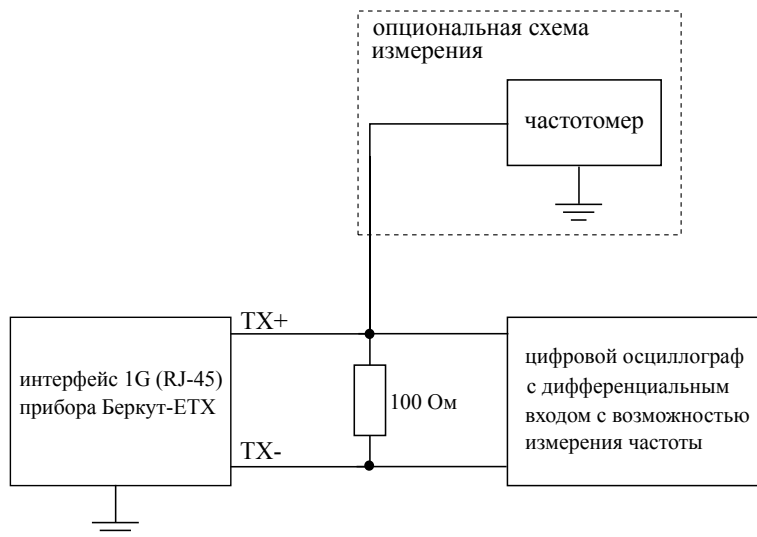 опциональная схема
измерения
частотомер
TX+
интерфейс 1G (RJ-45)
прибора Беркут-ETX
100 Ом
TX-
цифровой осциллограф
с дифференциальным
входом с возможностью
измерения частоты